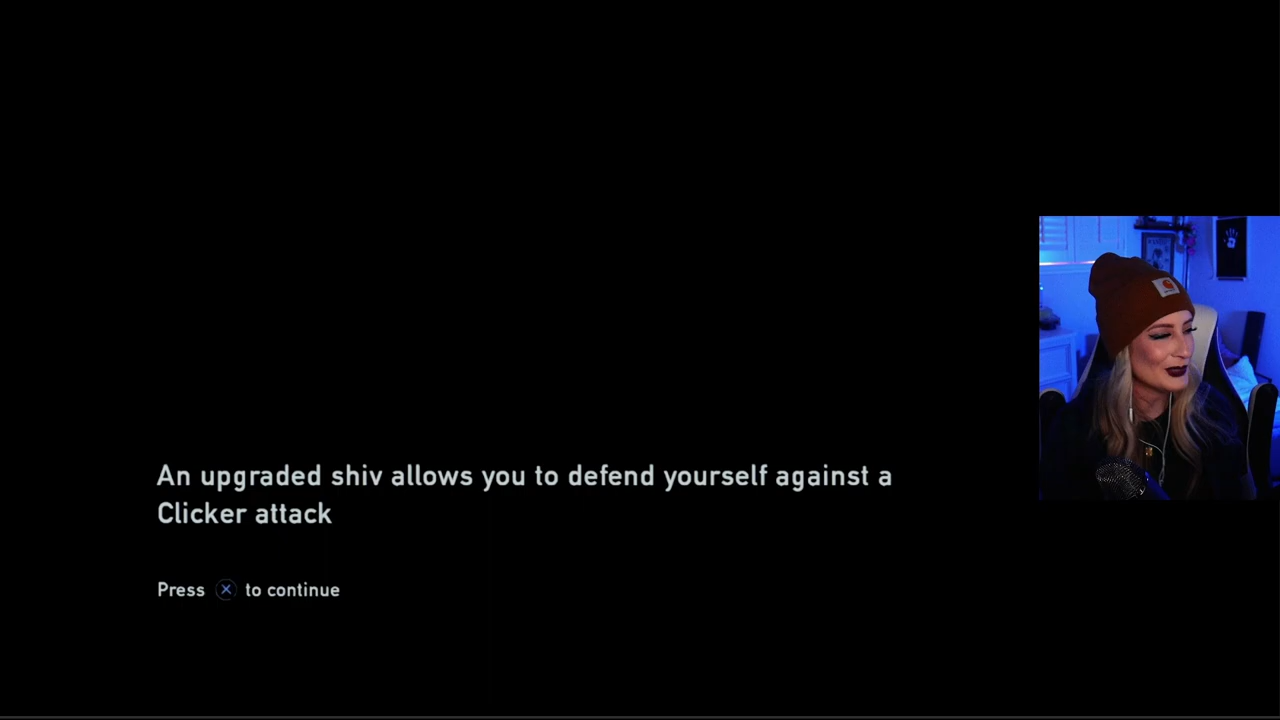 An upgraded shiv allows you to defend yourself against a
Clicker attack
Press ⓧ to continue